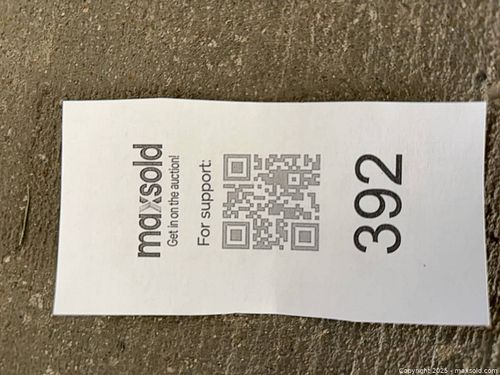 maxsold
Get in on the auction!
For support:
392
Copyright 2025 - maxsold.com